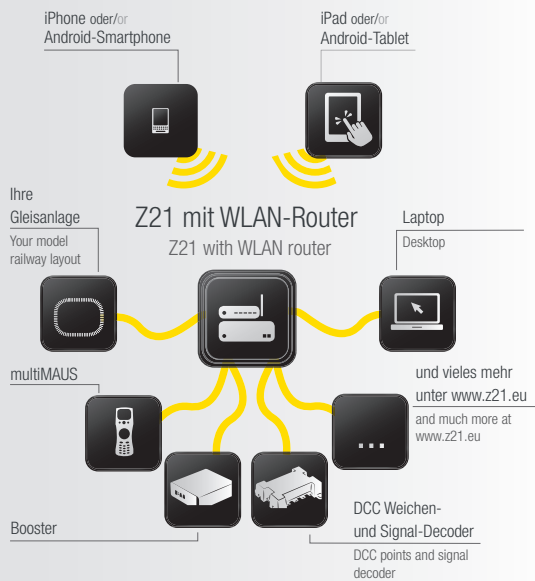 iPhone oder/or
Android-Smartphone
iPad oder/or
Android-Tablet
Z21 mit WLAN-Router
Z21 with WLAN router
Ihre
Gleisanlage
Your model
railway layout
Laptop
Desktop
multiMAUS
und vieles mehr
unter www.z21.eu
and much more at
www.z21.eu
...
Booster
DCC Weichen-
und Signal-Decoder
DCC points and signal
decoder